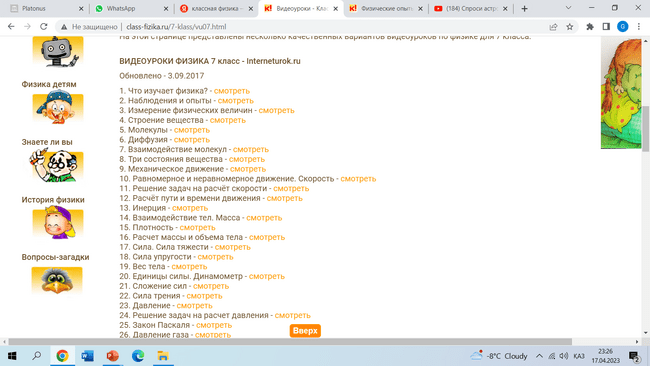 Platonus
WhatsApp
классная физика –
Видеоуроки - Клас
Физические опыт
(184) Спроси астр
Не защищено
class-fizika.ru/7-klass/vu07.html
G
На этой странице представлены несколько качественных вариантов видеоуроков по физике для 7 класса.
ВИДЕОУРОКИ ФИЗИКА 7 класс - Interneturok.ru
Обновлено - 3.09.2017
1. Что изучает физика? - смотреть
2. Наблюдения и опыты - смотреть
3. Измерение физических величин - смотреть
4. Строение вещества - смотреть
5. Молекулы - смотреть
6. Диффузия - смотреть
7. Взаимодействие молекул - смотреть
8. Три состояния вещества - смотреть
9. Механическое движение - смотреть
10. Равномерное и неравномерное движение. Скорость - смотреть
11. Решение задач на расчёт скорости - смотреть
12. Расчёт пути и времени движения - смотреть
13. Инерция - смотреть
14. Взаимодействие тел. Масса - смотреть
15. Плотность - смотреть
16. Расчет массы и объема тела - смотреть
17. Сила. Сила тяжести - смотреть
18. Сила упругости - смотреть
19. Вес тела - смотреть
20. Единицы силы. Динамометр - смотреть
21. Сложение сил - смотреть
22. Сила трения - смотреть
23. Давление - смотреть
24. Решение задач на расчет давления - смотреть
25. Закон Паскаля - смотреть
26. Давление газа - смотреть
Физика детям
Знаете ли вы
История физики
Вопросы-загадки
Вверх
-8°C Cloudy
ҚАЗ
23:26
17.04.2023
2